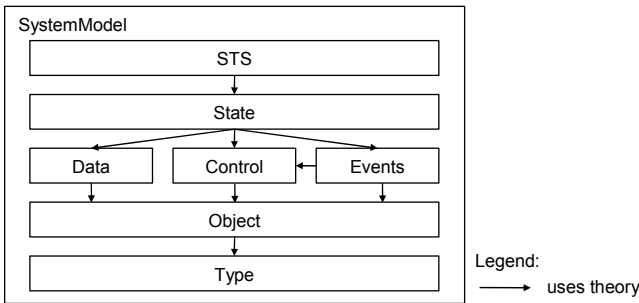 SystemModel
STS
State
Data Control Events
Object
Type
Legend:
uses theory